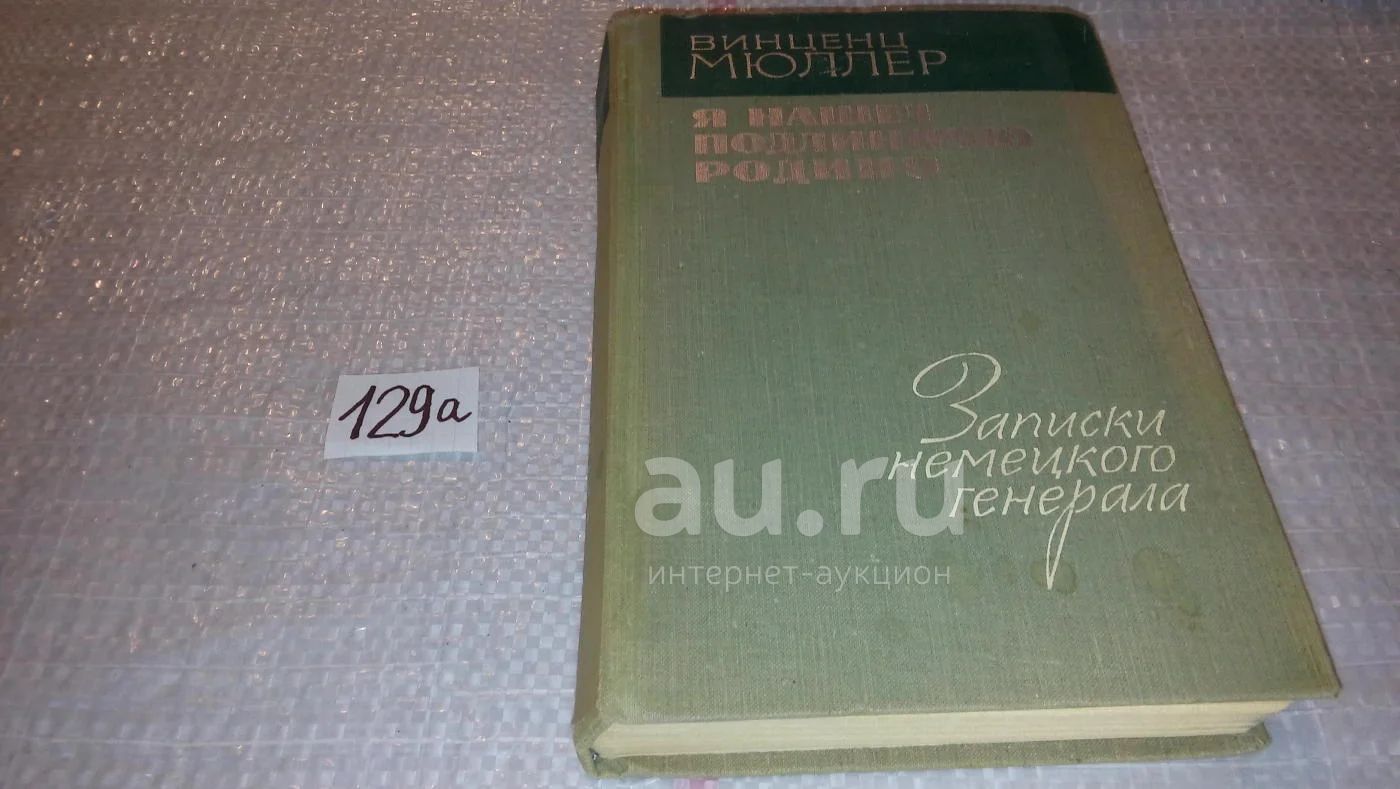 ВИНЦЕНЦ
МЮЛЛЕР
Я НАШЕЛ
ПОДЛИННУЮ
РОДИНУ
129а
Записки
немецкого
генерала
au.ru
интернет-аукцион